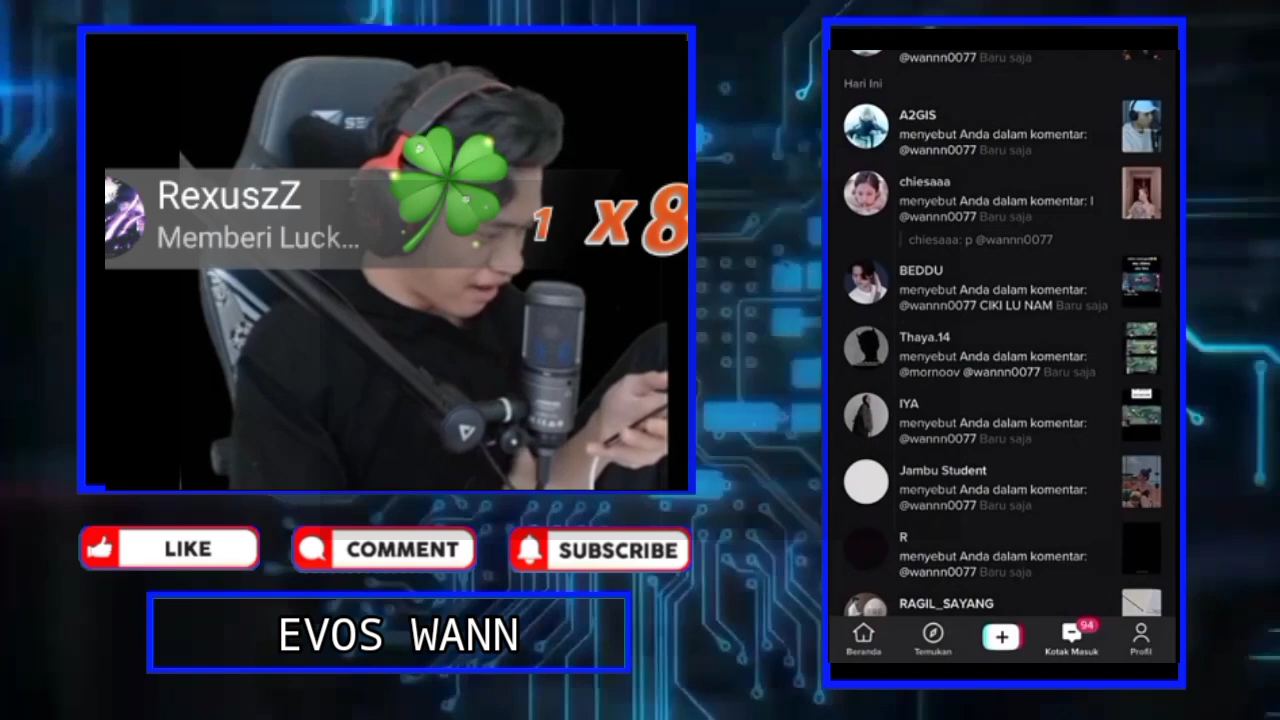 SE
RexuszZ
Memberi Luck...
1 x8
LIKE
COMMENT
SUBSCRIBE
EVOS WANN
@wannn0077 Baru saja
Hari Ini
A2GIS
menyebut Anda dalam komentar:
@wannn0077 Baru saja
chiesaaa
menyebut Anda dalam komentar: l
@wannn0077 Baru saja
chiesaaa: p @wannn0077
BEDDU
menyebut Anda dalam komentar:
@wannn0077 CIKI LU NAM Baru saja
Thaya.14
menyebut Anda dalam komentar:
@mornoov @wannn0077 Baru saja
IYA
menyebut Anda dalam komentar:
@wannn0077 Baru saja
Jambu Student
menyebut Anda dalam komentar:
@wannn0077 Baru saja
R
menyebut Anda dalam komentar:
@wannn0077 Baru saja
RAGIL_SAYANG
94
Beranda
Temukan
Kotak Masuk
Profil